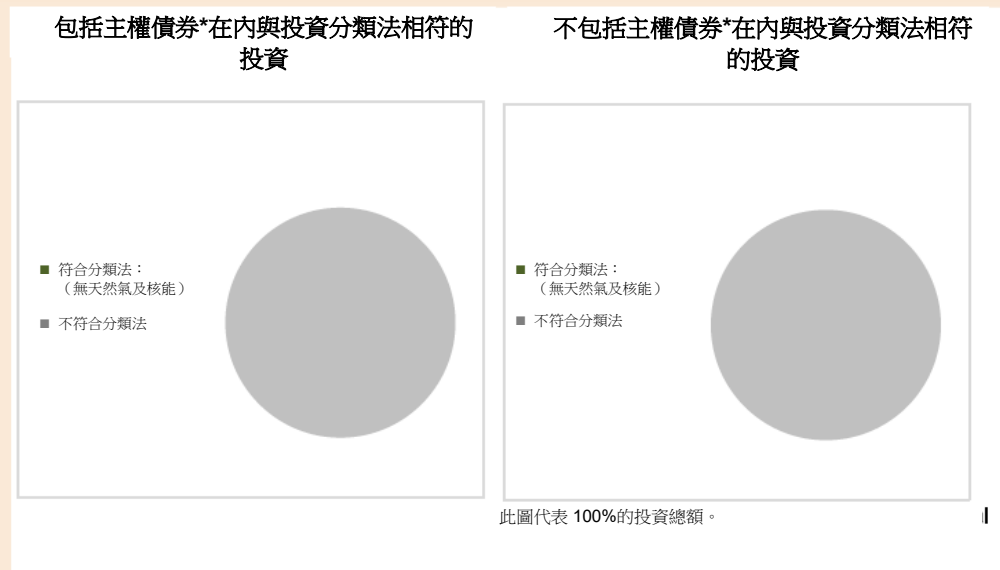 包括主權債券*在內與投資分類法相符的
投資
符合分類法：
（無天然氣及核能）
不符合分類法
不包括主權債券*在內與投資分類法相符
的投資
符合分類法：
（無天然氣及核能）
不符合分類法
此圖代表 100%的投資總額。